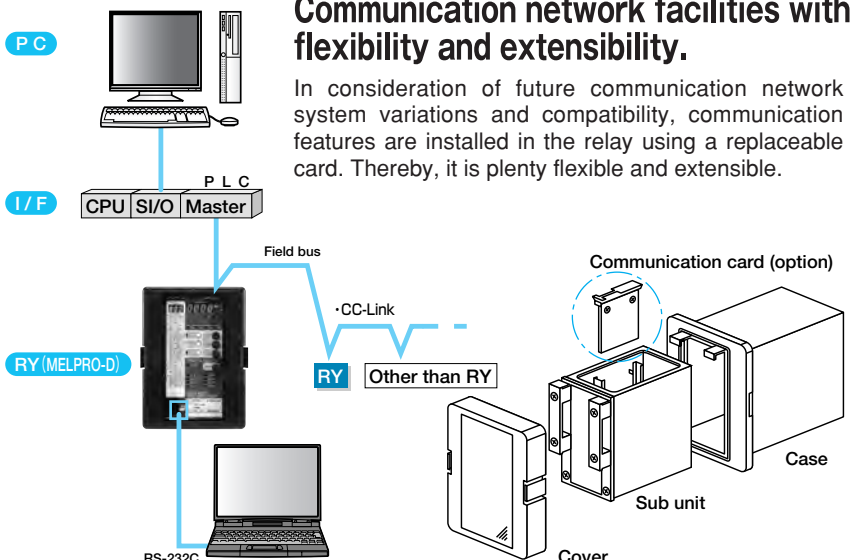 Communication network facilities with
flexibility and extensibility.
In consideration of future communication network
system variations and compatibility, communication
features are installed in the relay using a replaceable
card. Thereby, it is plenty flexible and extensible.
PC
I/F
PLC
CPU SI/O Master
Field bus
・CC-Link
RY Other than RY
RY(MELPRO-D)
RS-232C
Communication card (option)
Case
Sub unit
Cover